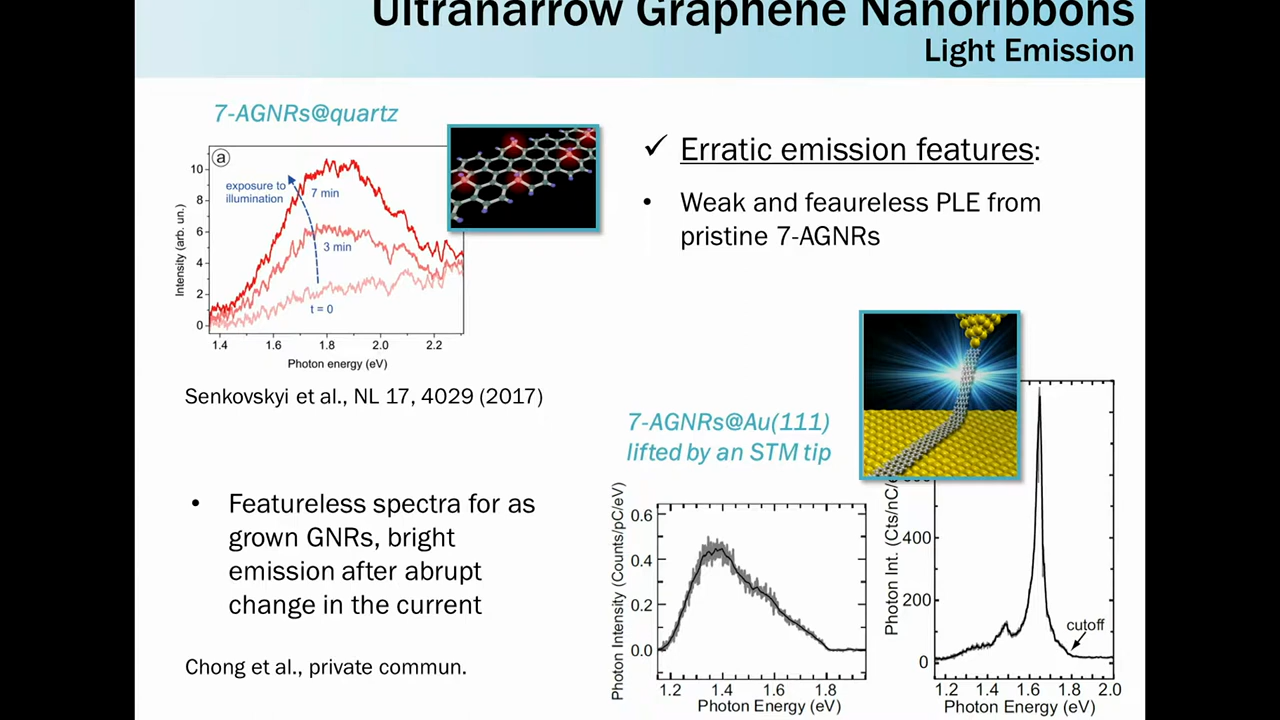 Ultranarrow Graphene Nanoribbons
Light Emission
7-AGNRs@quartz
a
exposure to
illumination
7 min
3 min
t = 0
Intensity (arb. un.)
10
8
6
4
2
0
1.4 1.6 1.8 2.0 2.2
Photon energy (eV)
Senkovskyi et al., NL 17, 4029 (2017)
✓ Erratic emission features:
• Weak and feaureless PLE from
pristine 7-AGNRs
• Featureless spectra for as
grown GNRs, bright
emission after abrupt
change in the current
Chong et al., private commun.
7-AGNRs@Au(111)
lifted by an STM tip
Photon Intensity (Counts/pC/eV)
0.6
0.4
0.2
0.0
1.2 1.4 1.6 1.8
Photon Energy (eV)
Photon Int. (Cts/nC/e
400
200
0
cutoff
1.2 1.4 1.6 1.8 2.0
Photon Energy (eV)